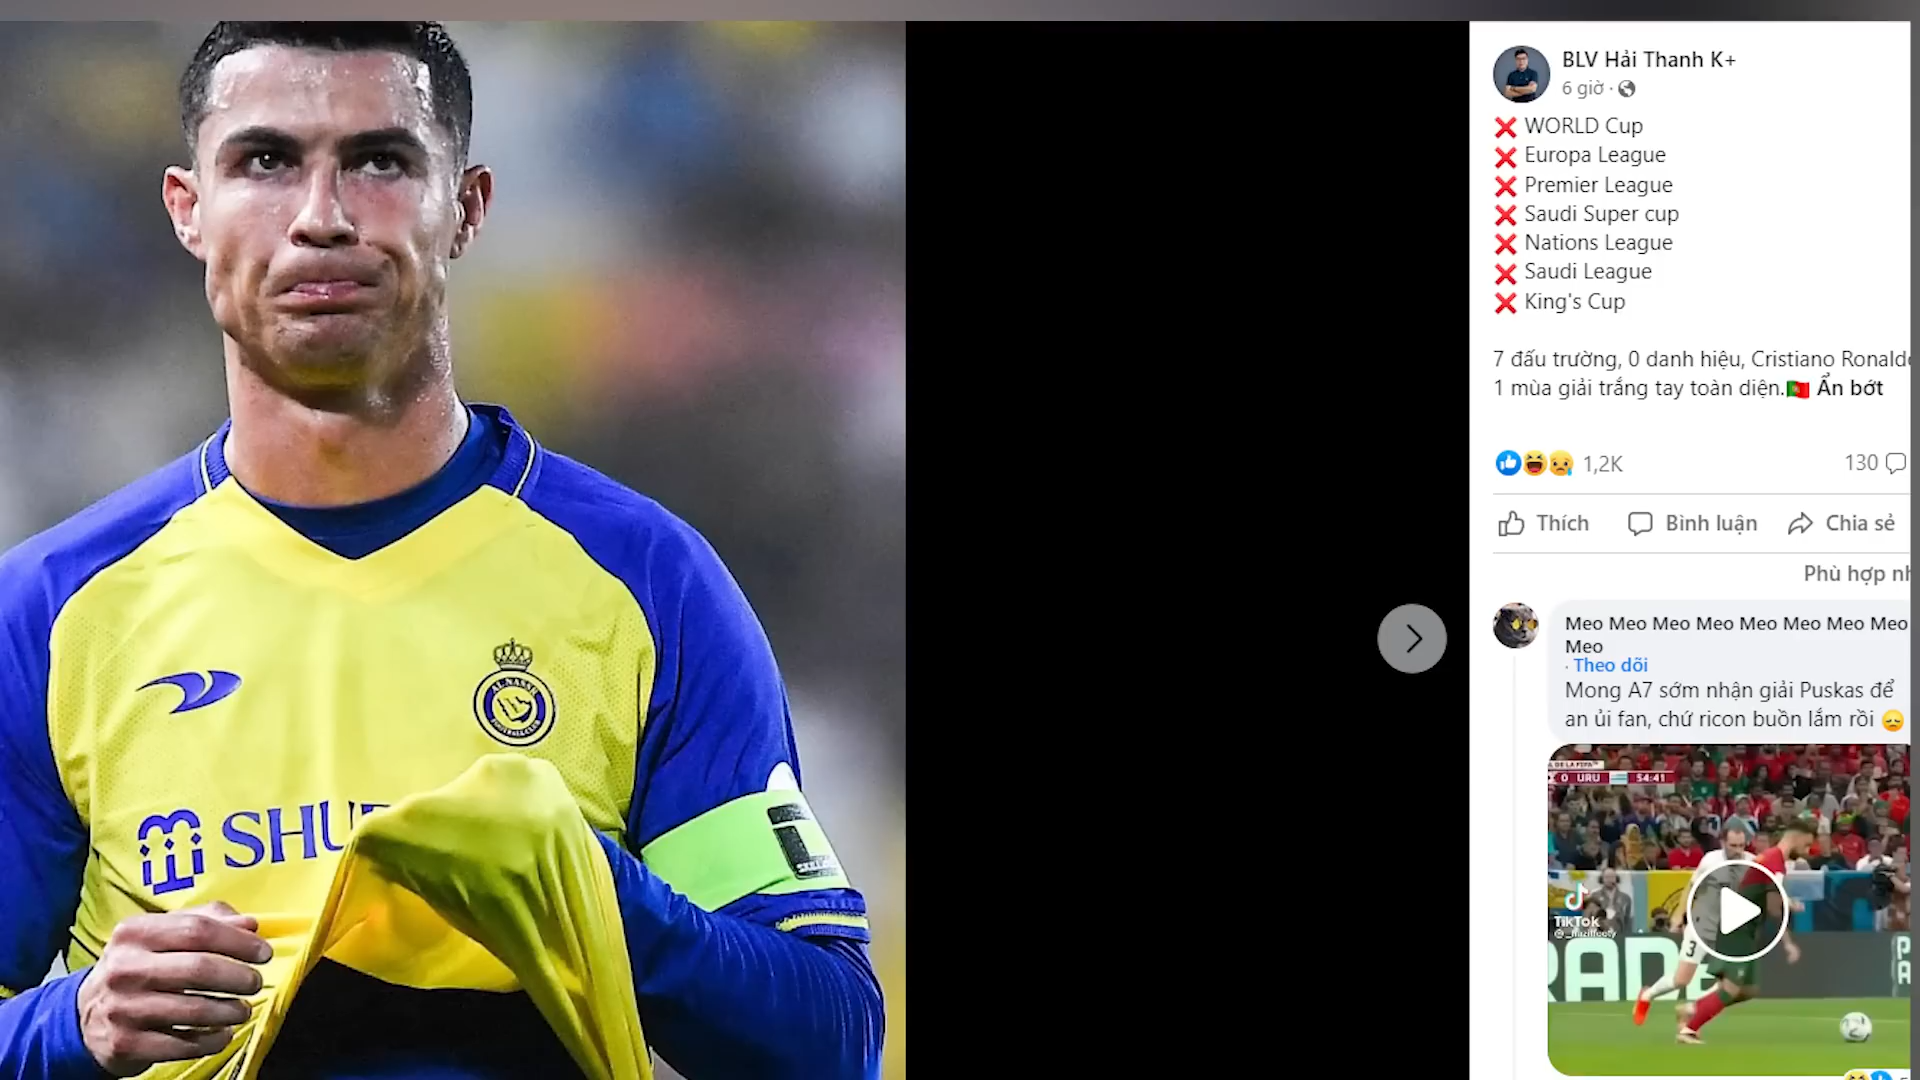 BLV Hải Thanh K+
6 giờ ·
❌ WORLD Cup
❌ Europa League
❌ Premier League
❌ Saudi Super cup
❌ Nations League
❌ Saudi League
❌ King's Cup
7 đấu trường, 0 danh hiệu, Cristiano Ronaldo
1 mùa giải trắng tay toàn diện.🇵🇹 Ẩn bớt
1,2K
130
Thích
Bình luận
Chia sẻ
Phù hợp
Meo Meo Meo Meo Meo Meo Meo Meo
Meo
· Theo dõi
Mong A7 sớm nhận giải Puskas để
an ủi fan, chứ ricon buồn lắm rồi 😞
0 URU 54:41
TikTok
3
AL NASSR
SHU